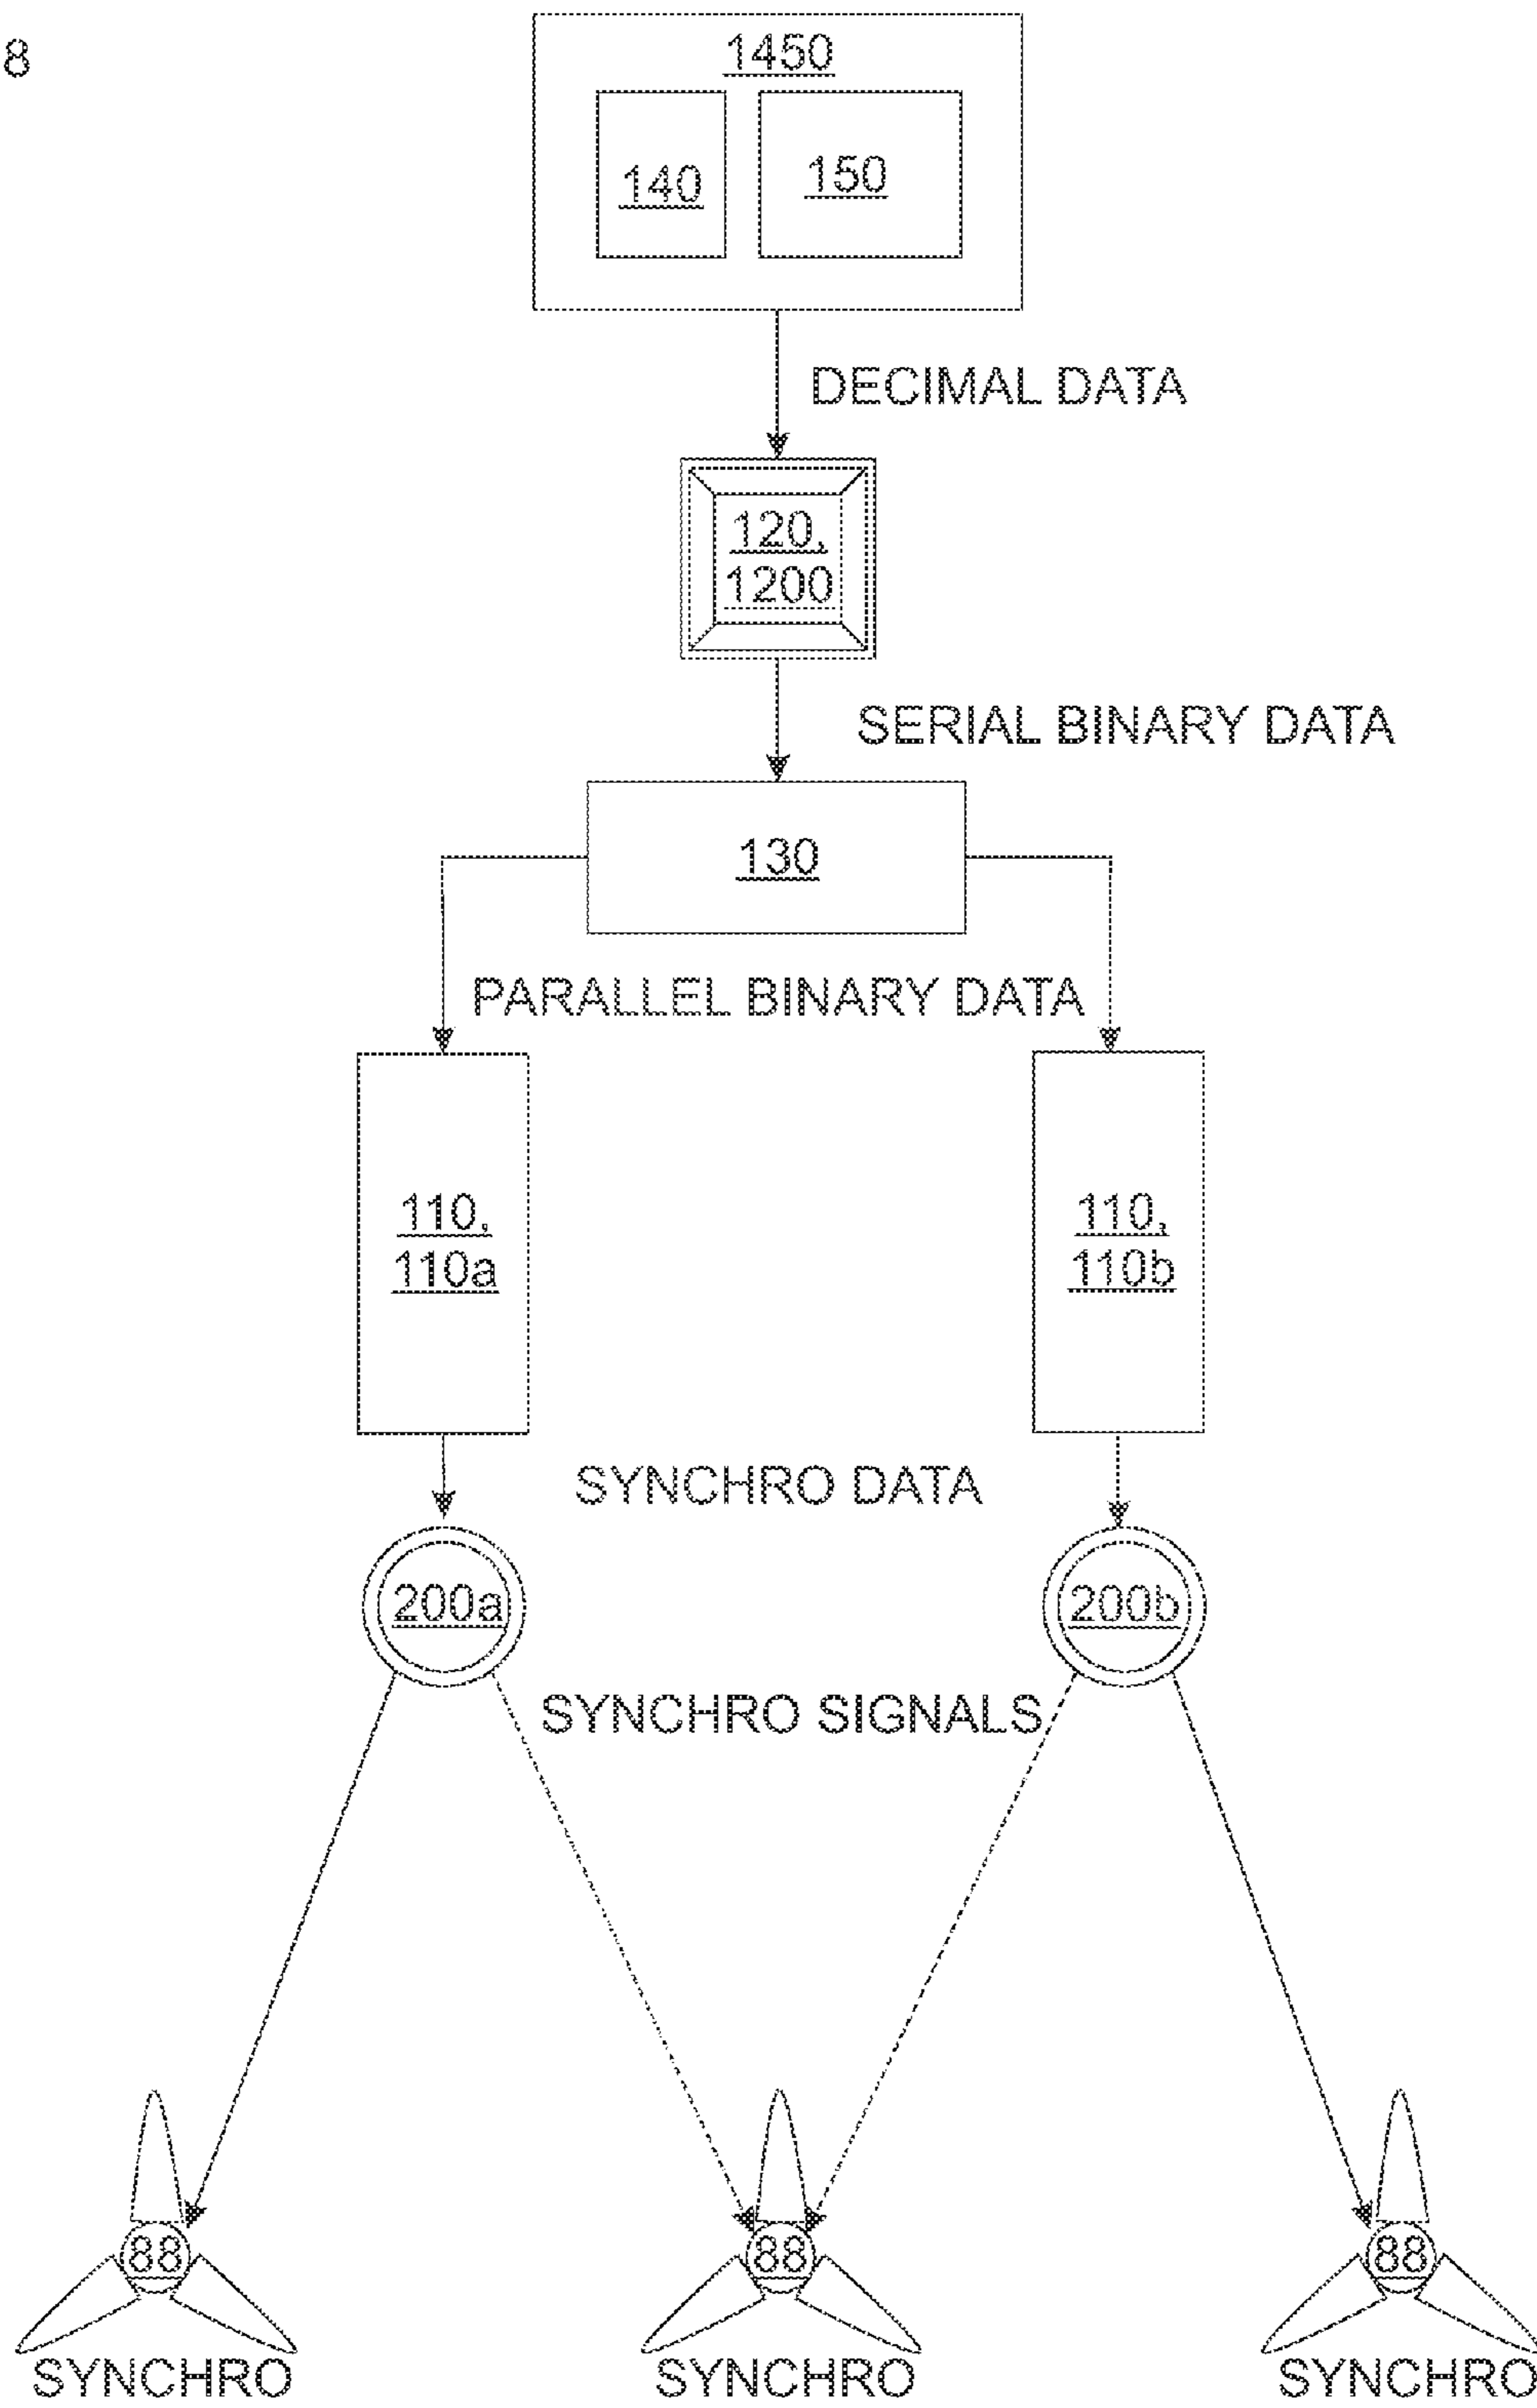 8
1450
140
150
DECIMAL DATA
120,
1200
SERIAL BINARY DATA
130
PARALLEL BINARY DATA
110,
110a
110,
110b
SYNCHRO DATA
200a
200b
SYNCHRO SIGNALS
88
88
88
SYNCHRO
SYNCHRO
SYNCHRO